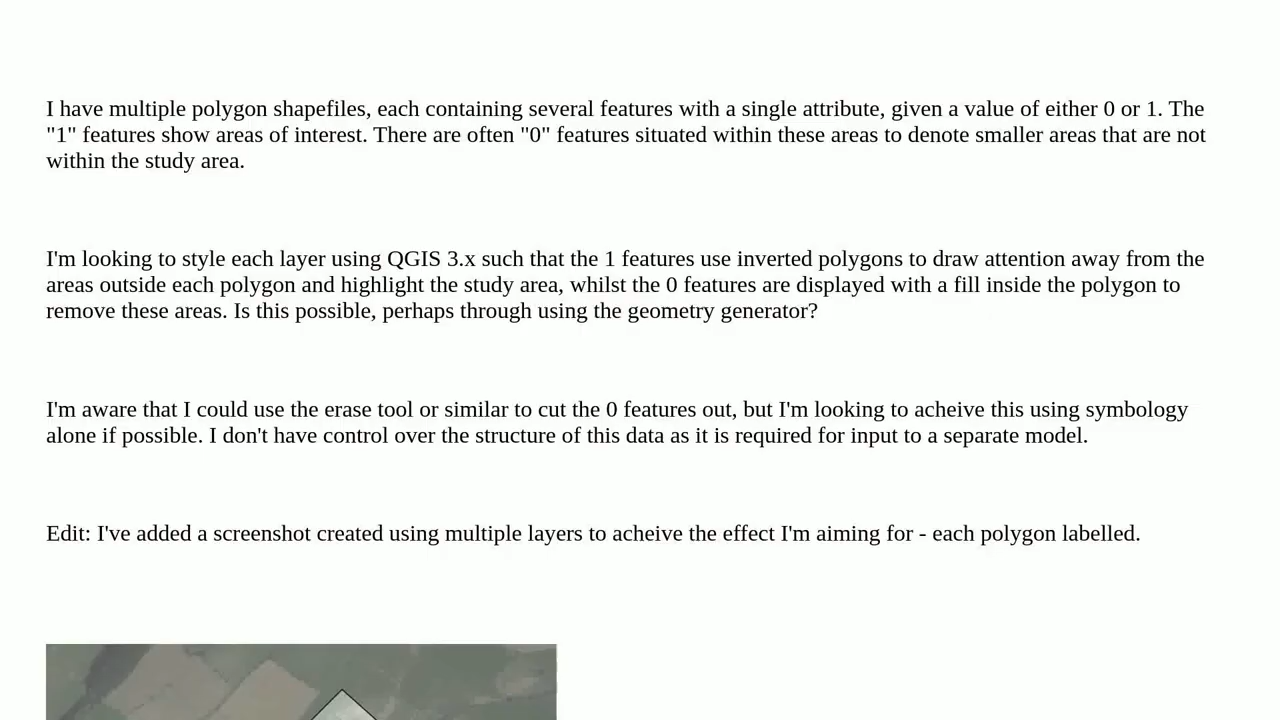 I have multiple polygon shapefiles, each containing several features with a single attribute, given a value of either 0 or 1. The
"1" features show areas of interest. There are often "0" features situated within these areas to denote smaller areas that are not
within the study area.
I'm looking to style each layer using QGIS 3.x such that the 1 features use inverted polygons to draw attention away from the
areas outside each polygon and highlight the study area, whilst the 0 features are displayed with a fill inside the polygon to
remove these areas. Is this possible, perhaps through using the geometry generator?
I'm aware that I could use the erase tool or similar to cut the 0 features out, but I'm looking to acheive this using symbology
alone if possible. I don't have control over the structure of this data as it is required for input to a separate model.
Edit: I've added a screenshot created using multiple layers to acheive the effect I'm aiming for - each polygon labelled.